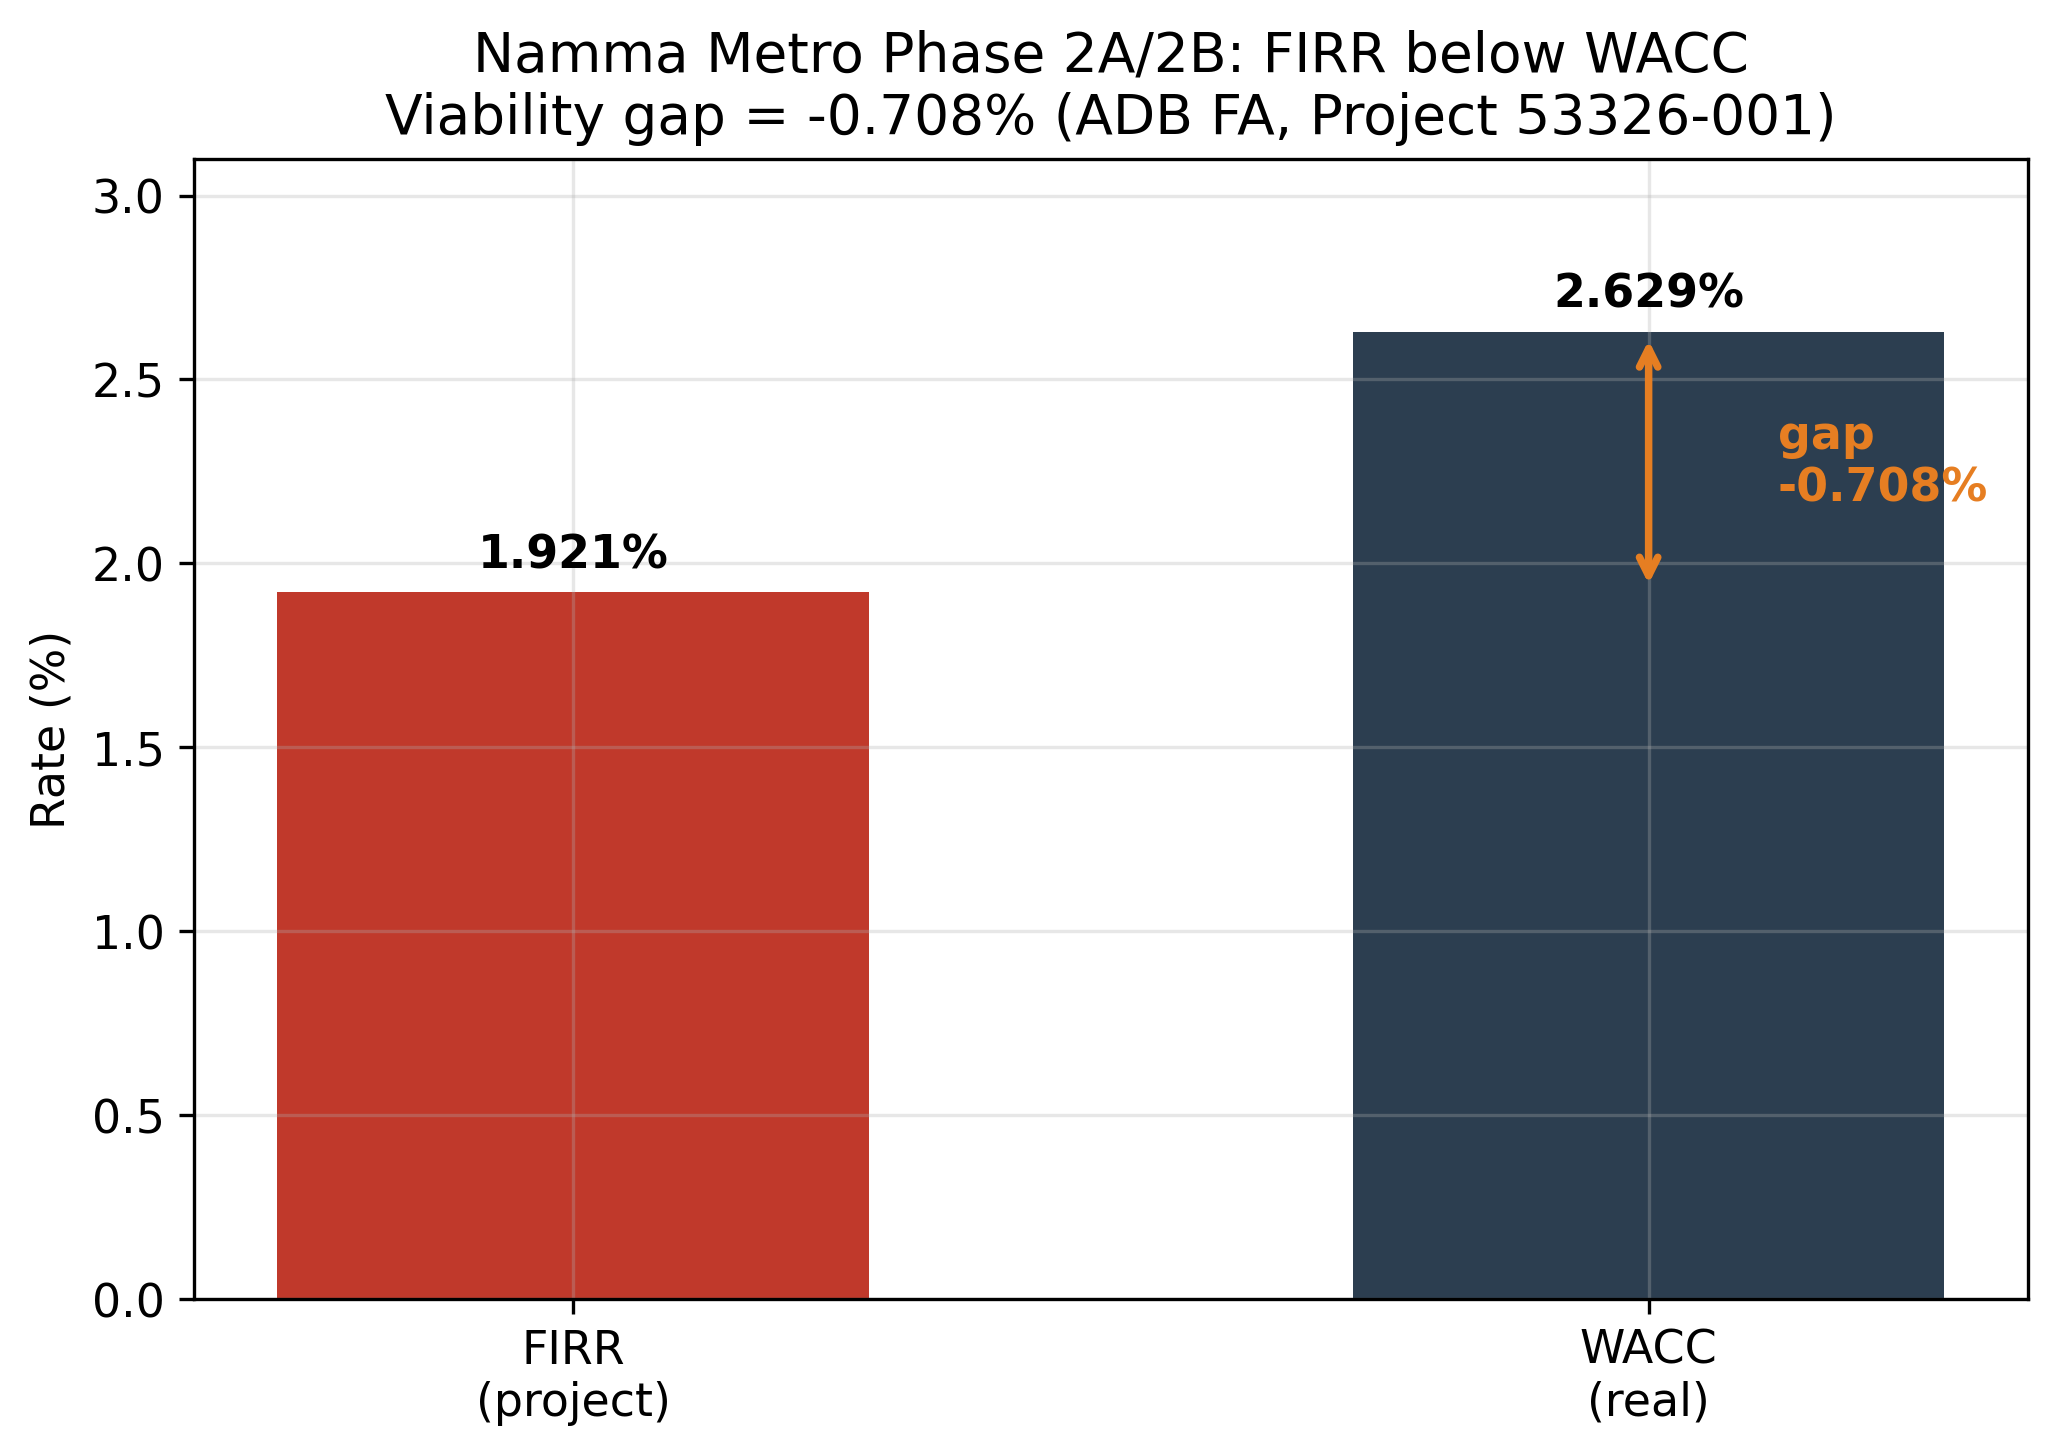 Namma Metro Phase 2A/2B: FIRR below WACC
Viability gap = -0.708% (ADB FA, Project 53326-001)
Rate (%)
3.0
2.5
2.0
1.5
1.0
0.5
0.0
1.921%
2.629%
gap
-0.708%
FIRR
(project)
WACC
(real)